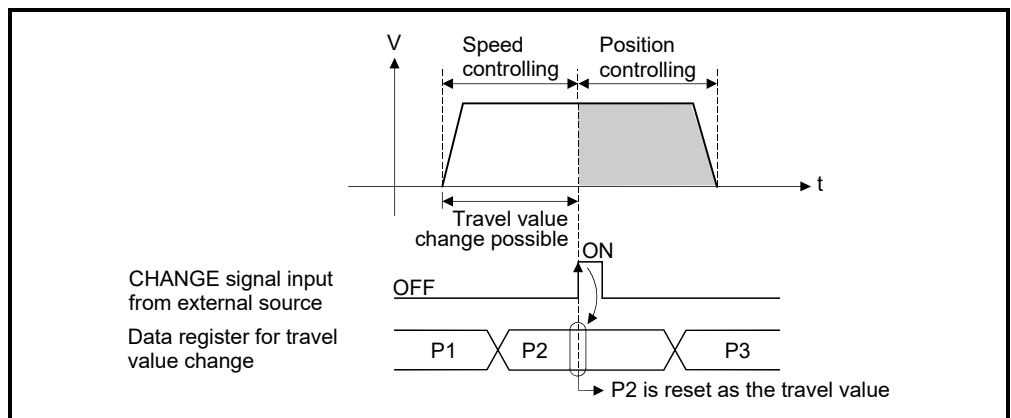 V
Speed
controlling
Position
controlling
t
Travel value
change possible
ON
CHANGE signal input
from external source
OFF
Data register for travel
value change
P1
P2
P3
P2 is reset as the travel value